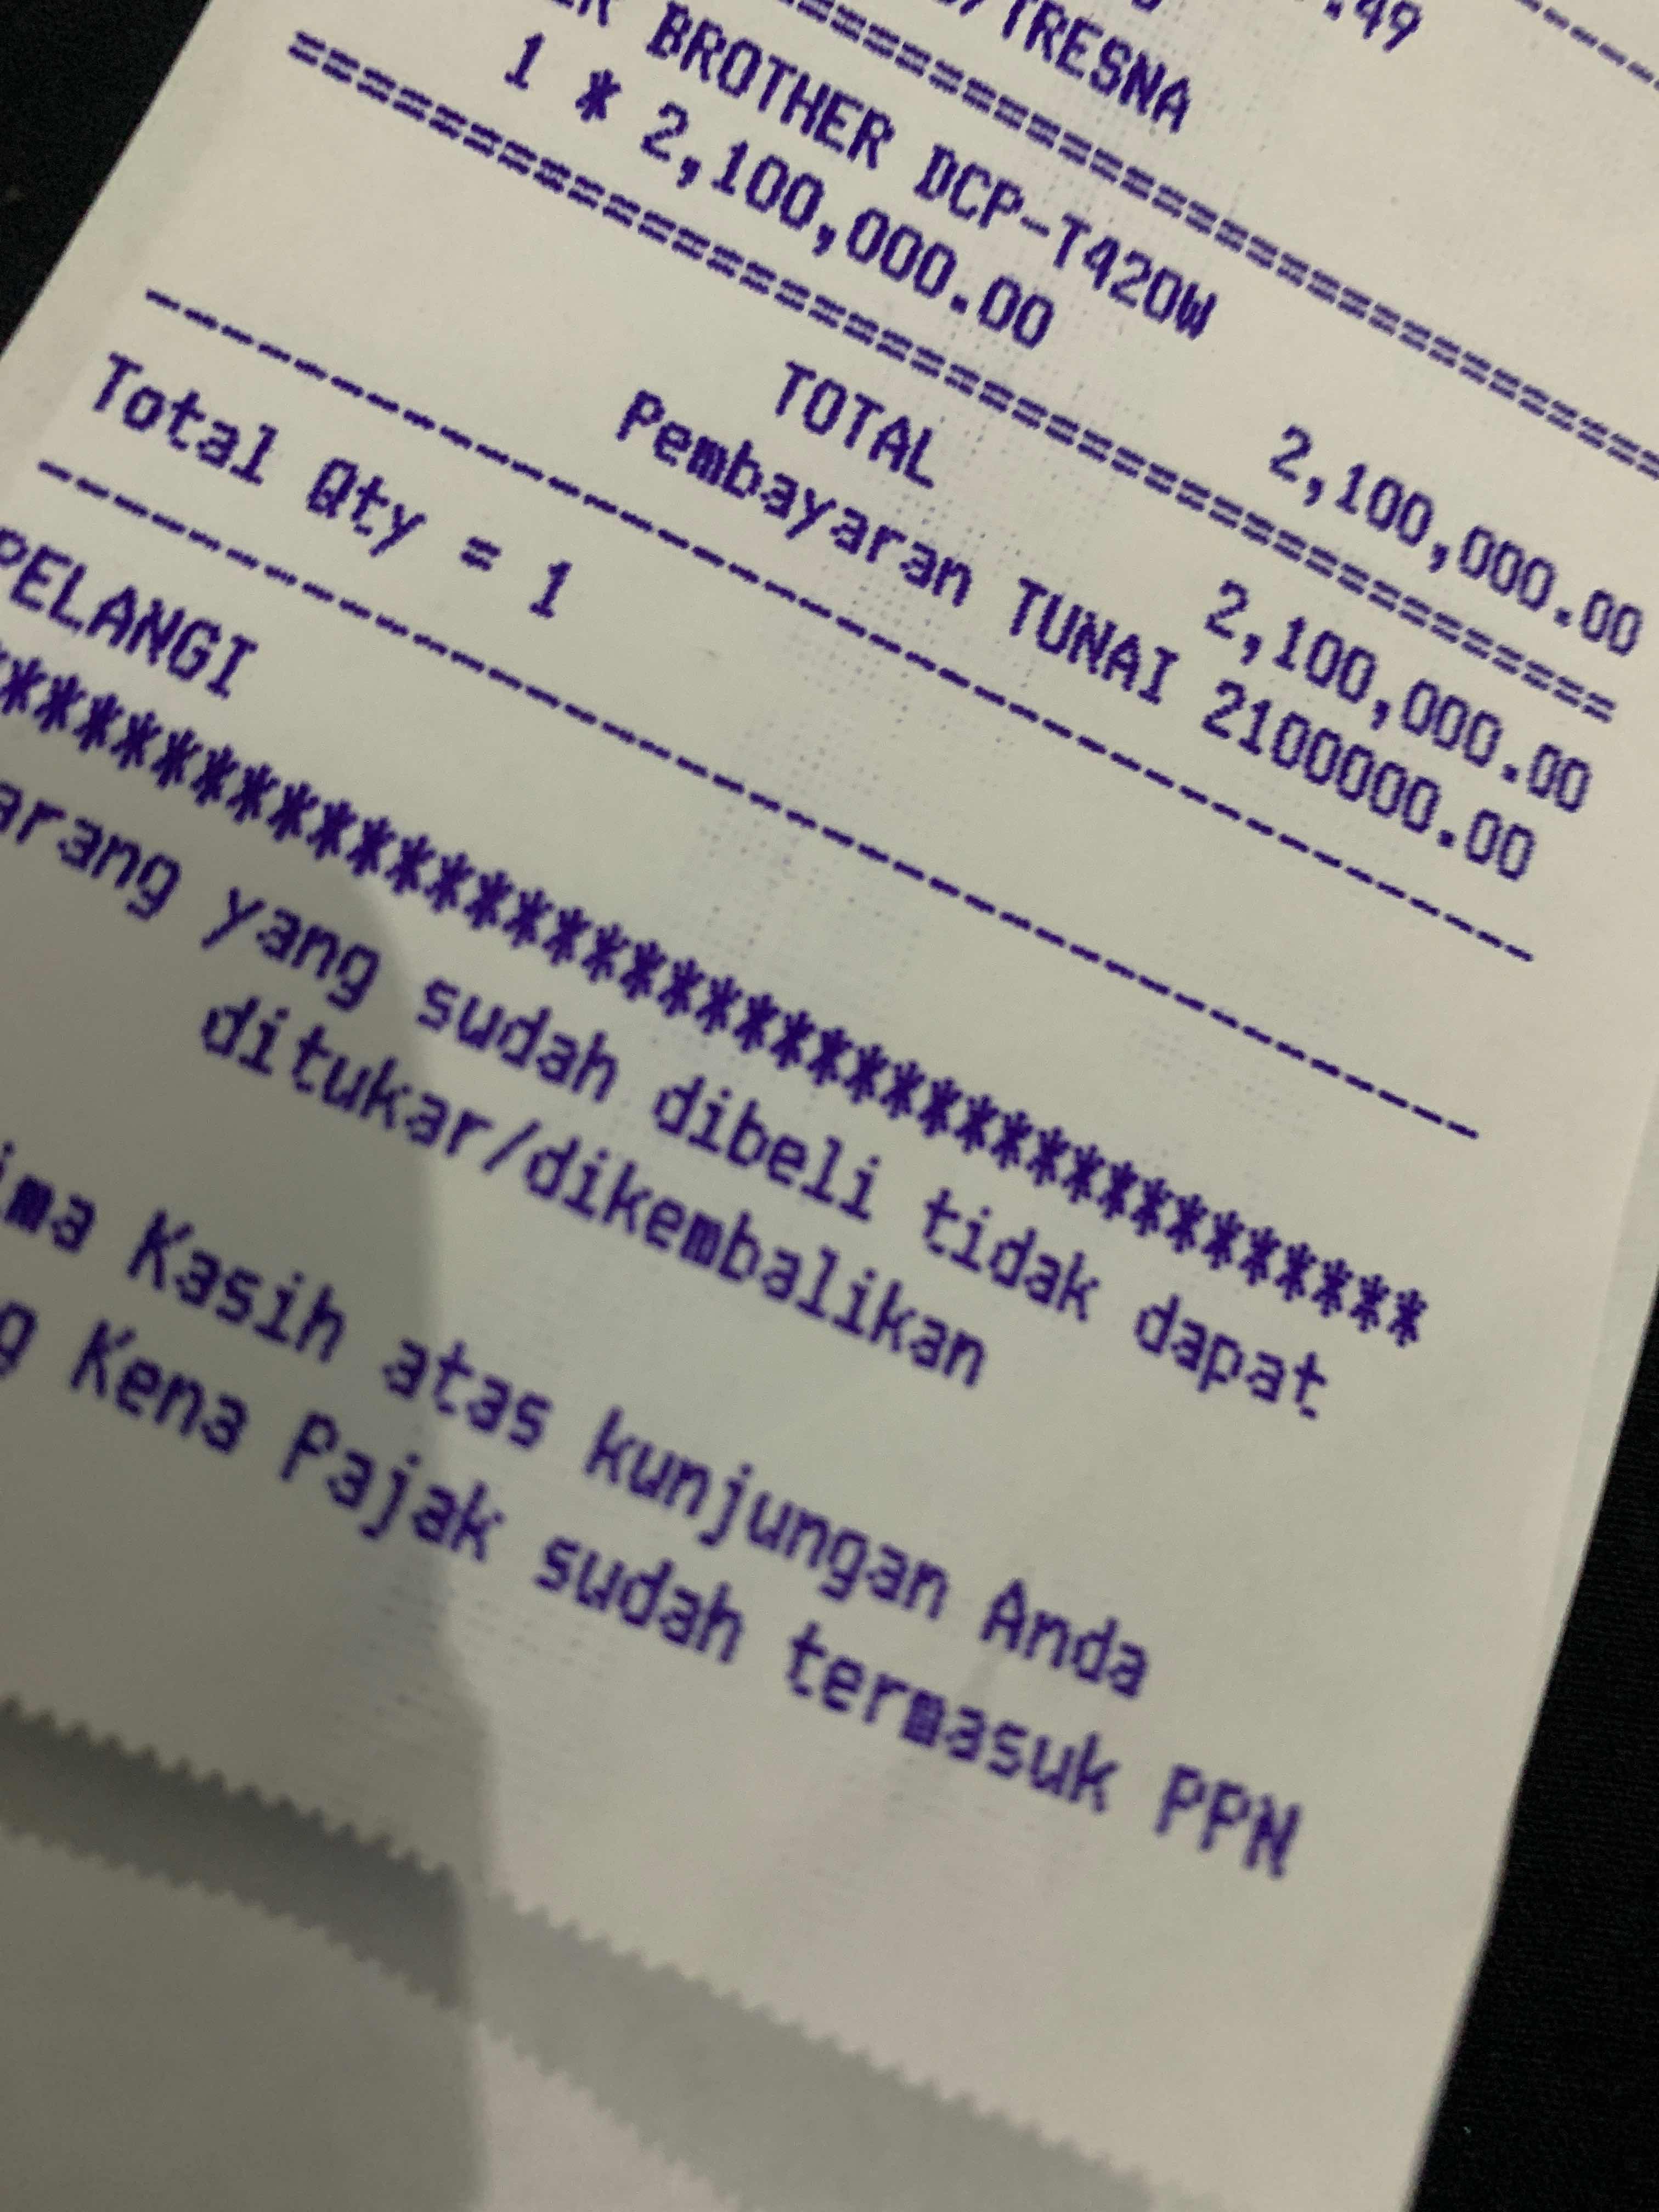 .49
/TRESNA
========================================
BROTHER DCP-T420W
1 * 2,100,000.00 2,100,000.00
========================================
TOTAL 2,100,000.00
Pembayaran TUNAI 2100000.00
----------------------------------------
Total Qty = 1
----------------------------------------
PELANGI
****************************************
arang yang sudah dibeli tidak dapat
ditukar/dikembalikan
ima Kasih atas kunjungan Anda
g Kena Pajak sudah termasuk PPN